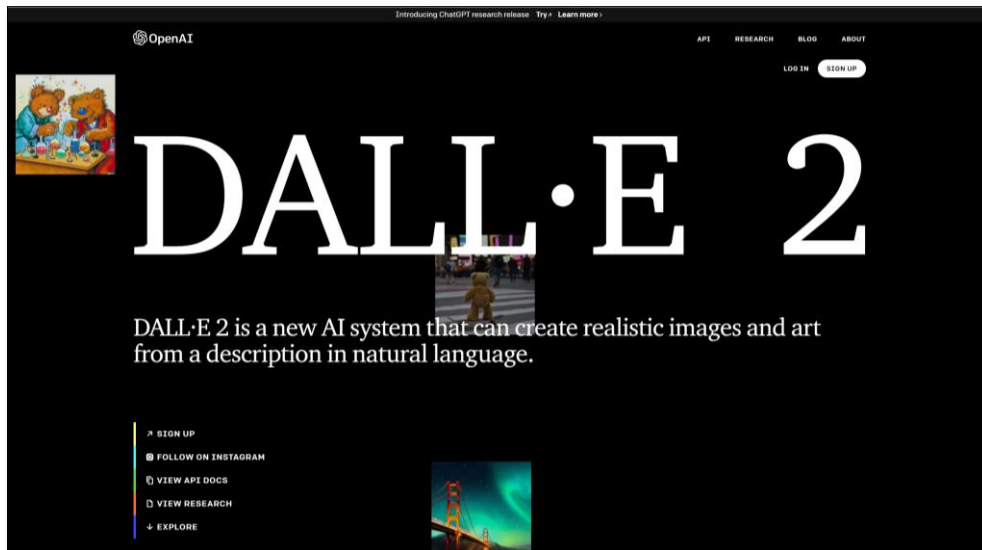 Introducing ChatGPT research release Try↗ Learn more›
OpenAI
API RESEARCH BLOG ABOUT
LOG IN SIGN UP
DALL·E 2
DALL·E 2 is a new AI system that can create realistic images and art
from a description in natural language.
↗ SIGN UP
FOLLOW ON INSTAGRAM
VIEW API DOCS
VIEW RESEARCH
↓ EXPLORE